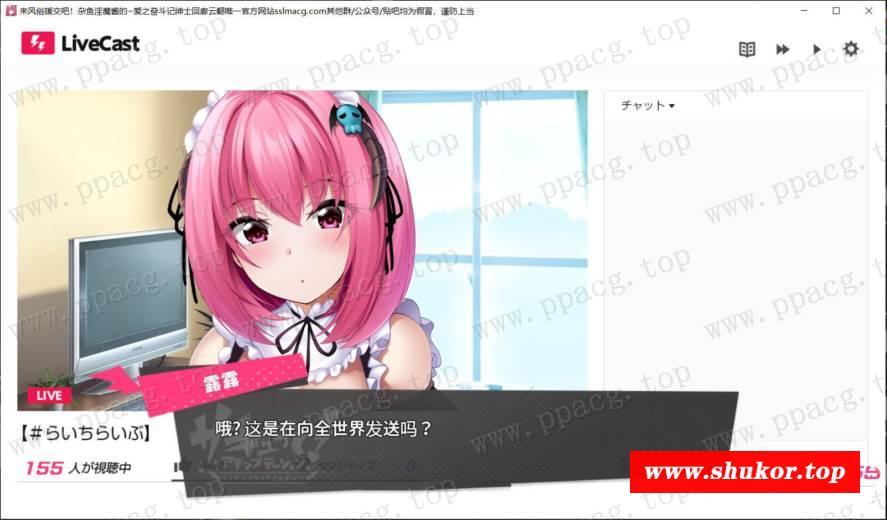 来风俗援交吧！杂鱼淫魔酱的~爱之奋斗记绅士回廊云翻唯一官方网站sslmacg.com其他群/公众号/贴吧均为假冒，谨防上当
LiveCast
チャット
LIVE
露露
哦？这是在向全世界发送吗？
【#らいちらいぶ】
155 人が視聴中
0
www.shukor.top
www.ppacg.top